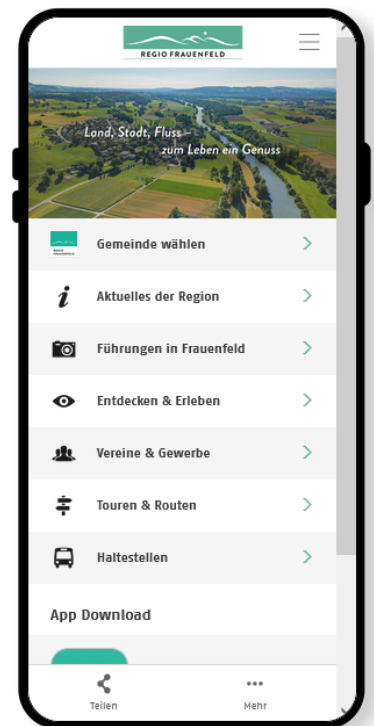 REGIO FRAUENFELD
Land, Stadt, Fluss –
zum Leben ein Genuss
Gemeinde wählen
Aktuelles der Region
Führungen in Frauenfeld
Entdecken & Erleben
Vereine & Gewerbe
Touren & Routen
Haltestellen
App Download
Teilen
Mehr